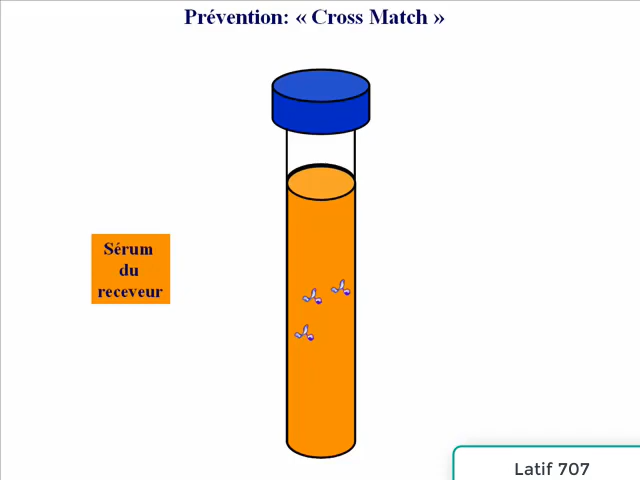 Prévention: « Cross Match »
Sérum
du
receveur
Latif 707